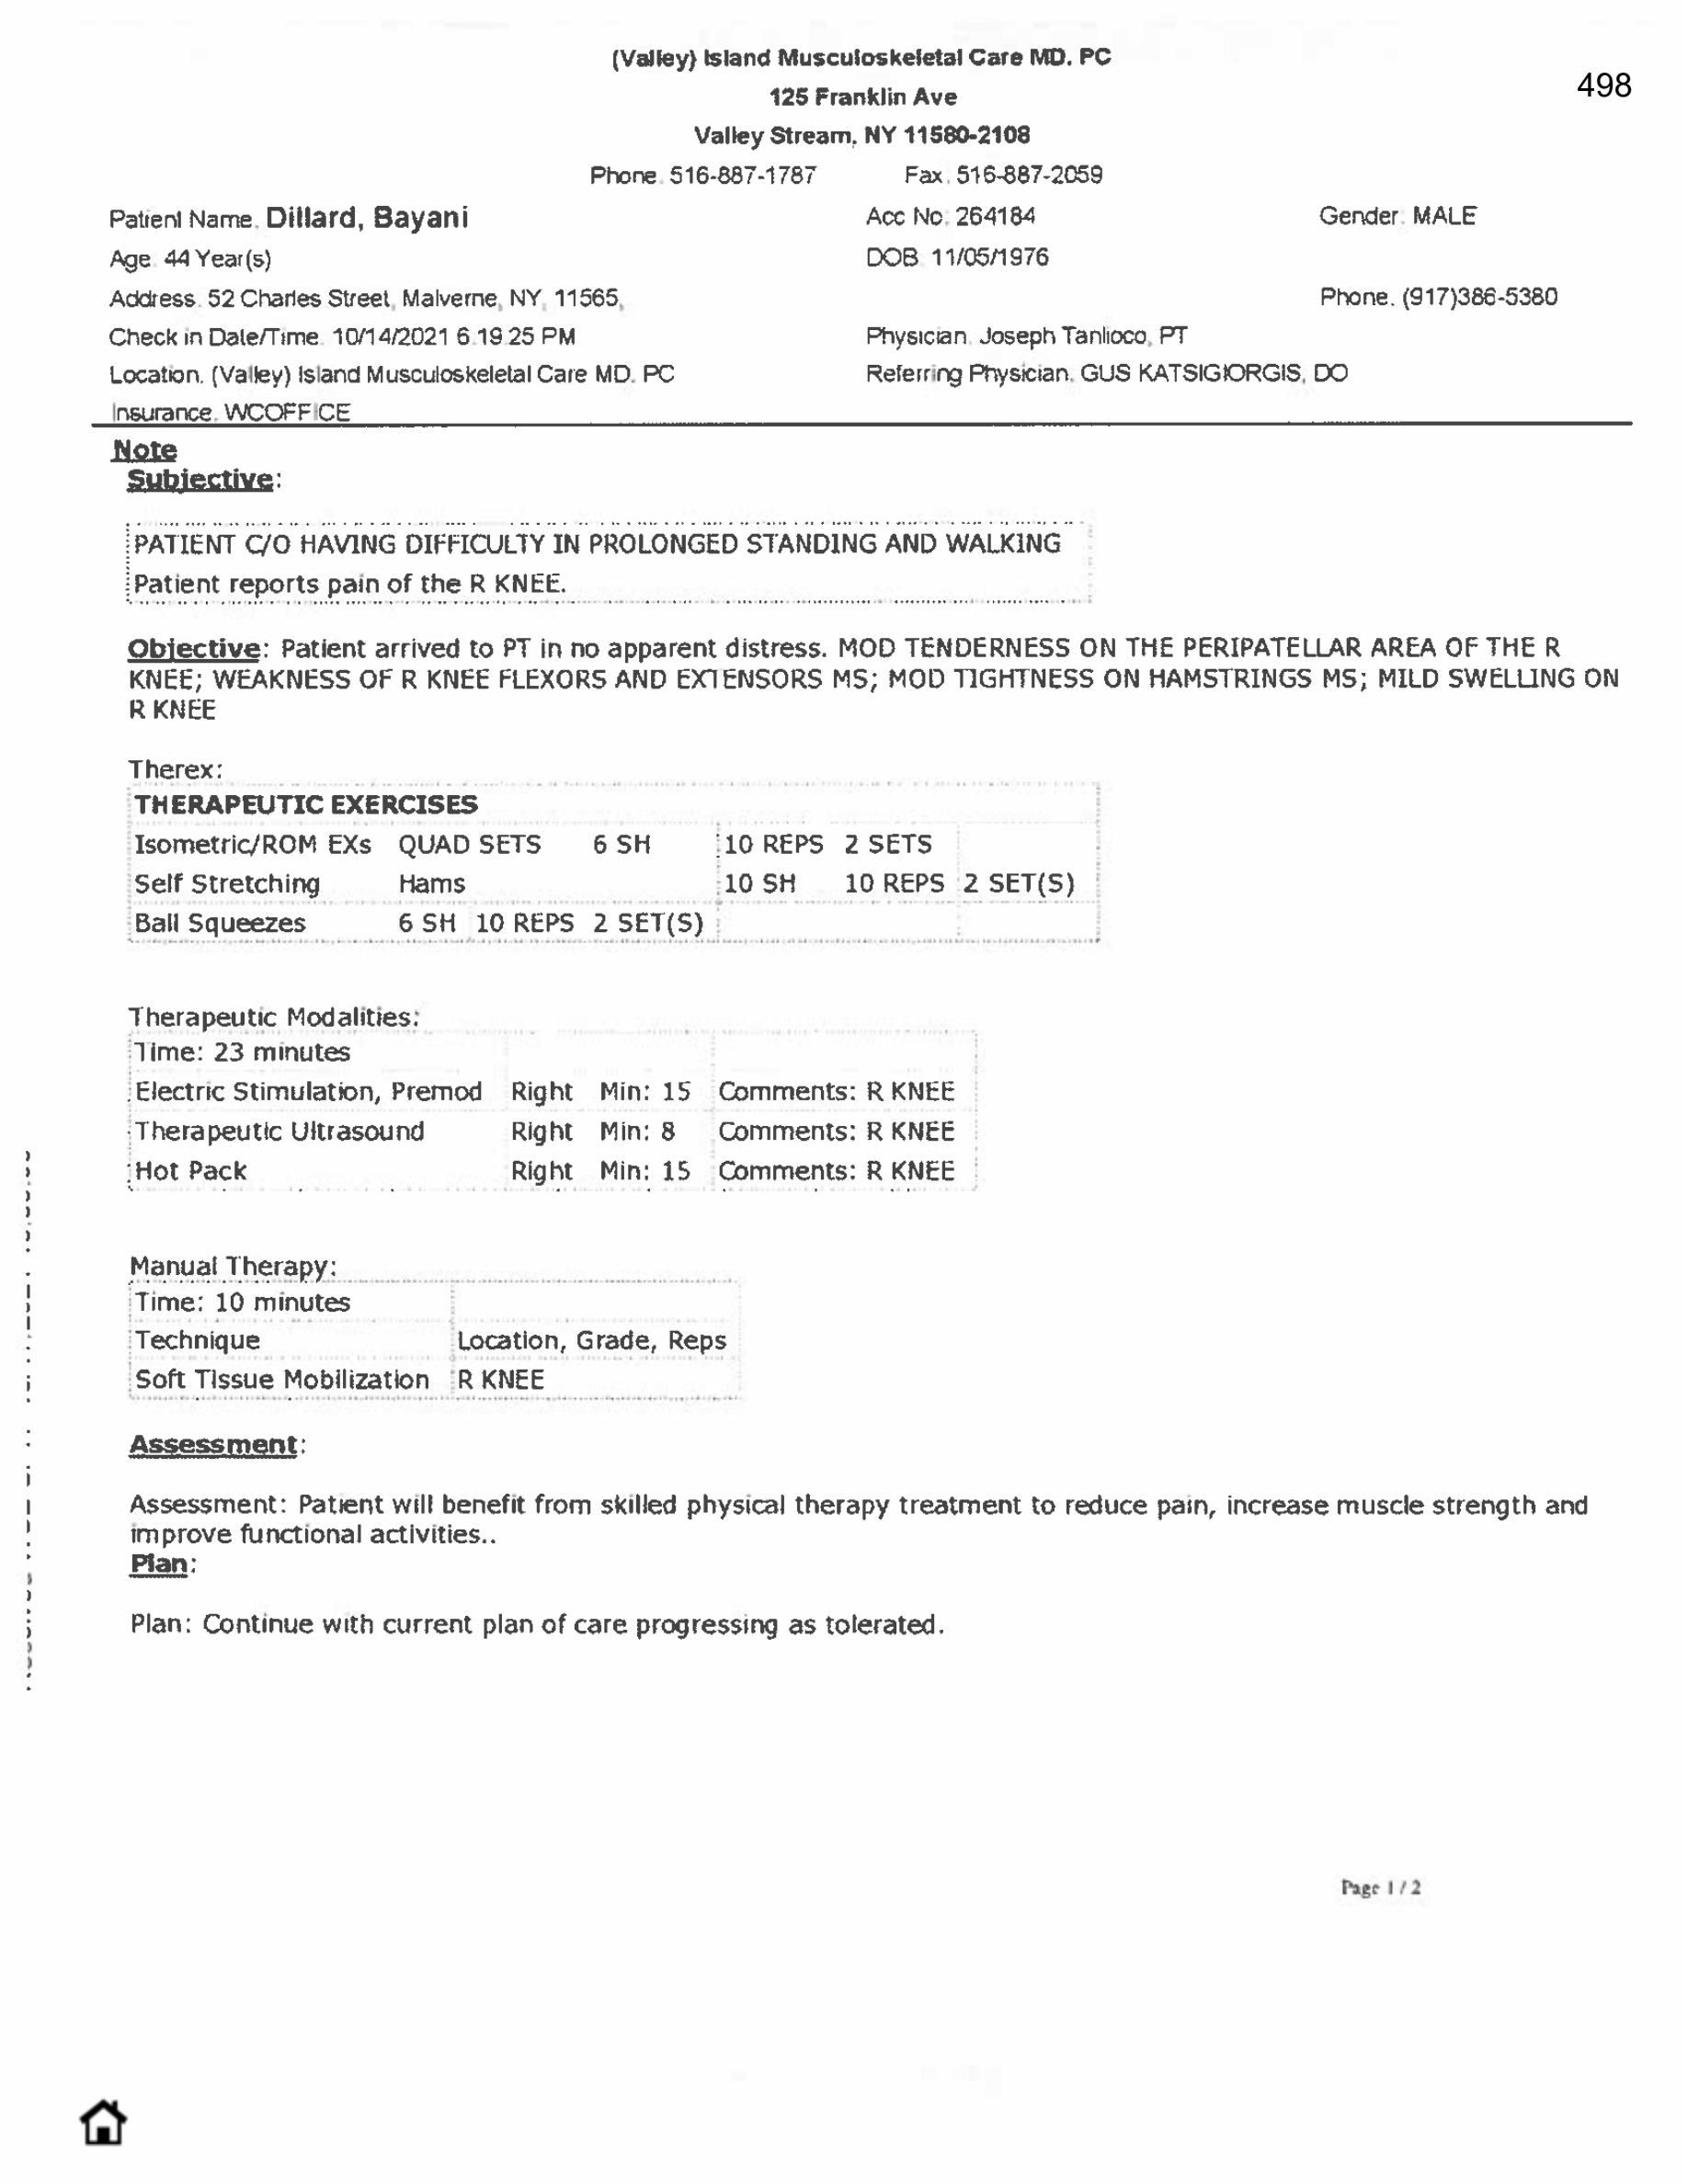 (Valley) Island Musculoskeletal Care MD. PC
498
125 Franklin Ave
Valley Stream, NY 11580-2108
Phone. 516-887-1787 Fax. 516-887-2059
Patient Name. Dillard, Bayani Acc No: 264184 Gender: MALE
Age. 44 Year(s) DOB 11/05/1976
Address. 52 Charles Street, Malverne, NY, 11565, Phone. (917)386-5380
Check in Date/Time. 10/14/2021 6.19.25 PM Physician. Joseph Tanlioco, PT
Location. (Valley) Island Musculoskeletal Care MD. PC Referring Physician. GUS KATSIGIORGIS, DO
Insurance. WCOFFICE
Note
Subjective:
PATIENT C/O HAVING DIFFICULTY IN PROLONGED STANDING AND WALKING
Patient reports pain of the R KNEE.
Objective: Patient arrived to PT in no apparent distress. MOD TENDERNESS ON THE PERIPATELLAR AREA OF THE R
KNEE; WEAKNESS OF R KNEE FLEXORS AND EXTENSORS MS; MOD TIGHTNESS ON HAMSTRINGS MS; MILD SWELLING ON
R KNEE
Therex:
THERAPEUTIC EXERCISES
Isometric/ROM EXs QUAD SETS 6 SH 10 REPS 2 SETS
Self Stretching Hams 10 SH 10 REPS 2 SET(S)
Ball Squeezes 6 SH 10 REPS 2 SET(S)
Therapeutic Modalities:
Time: 23 minutes
Electric Stimulation, Premod Right Min: 15 Comments: R KNEE
Therapeutic Ultrasound Right Min: 8 Comments: R KNEE
Hot Pack Right Min: 15 Comments: R KNEE
Manual Therapy:
Time: 10 minutes
Technique Location, Grade, Reps
Soft Tissue Mobilization R KNEE
Assessment:
Assessment: Patient will benefit from skilled physical therapy treatment to reduce pain, increase muscle strength and
improve functional activities..
Plan:
Plan: Continue with current plan of care progressing as tolerated.
Page 1 / 2